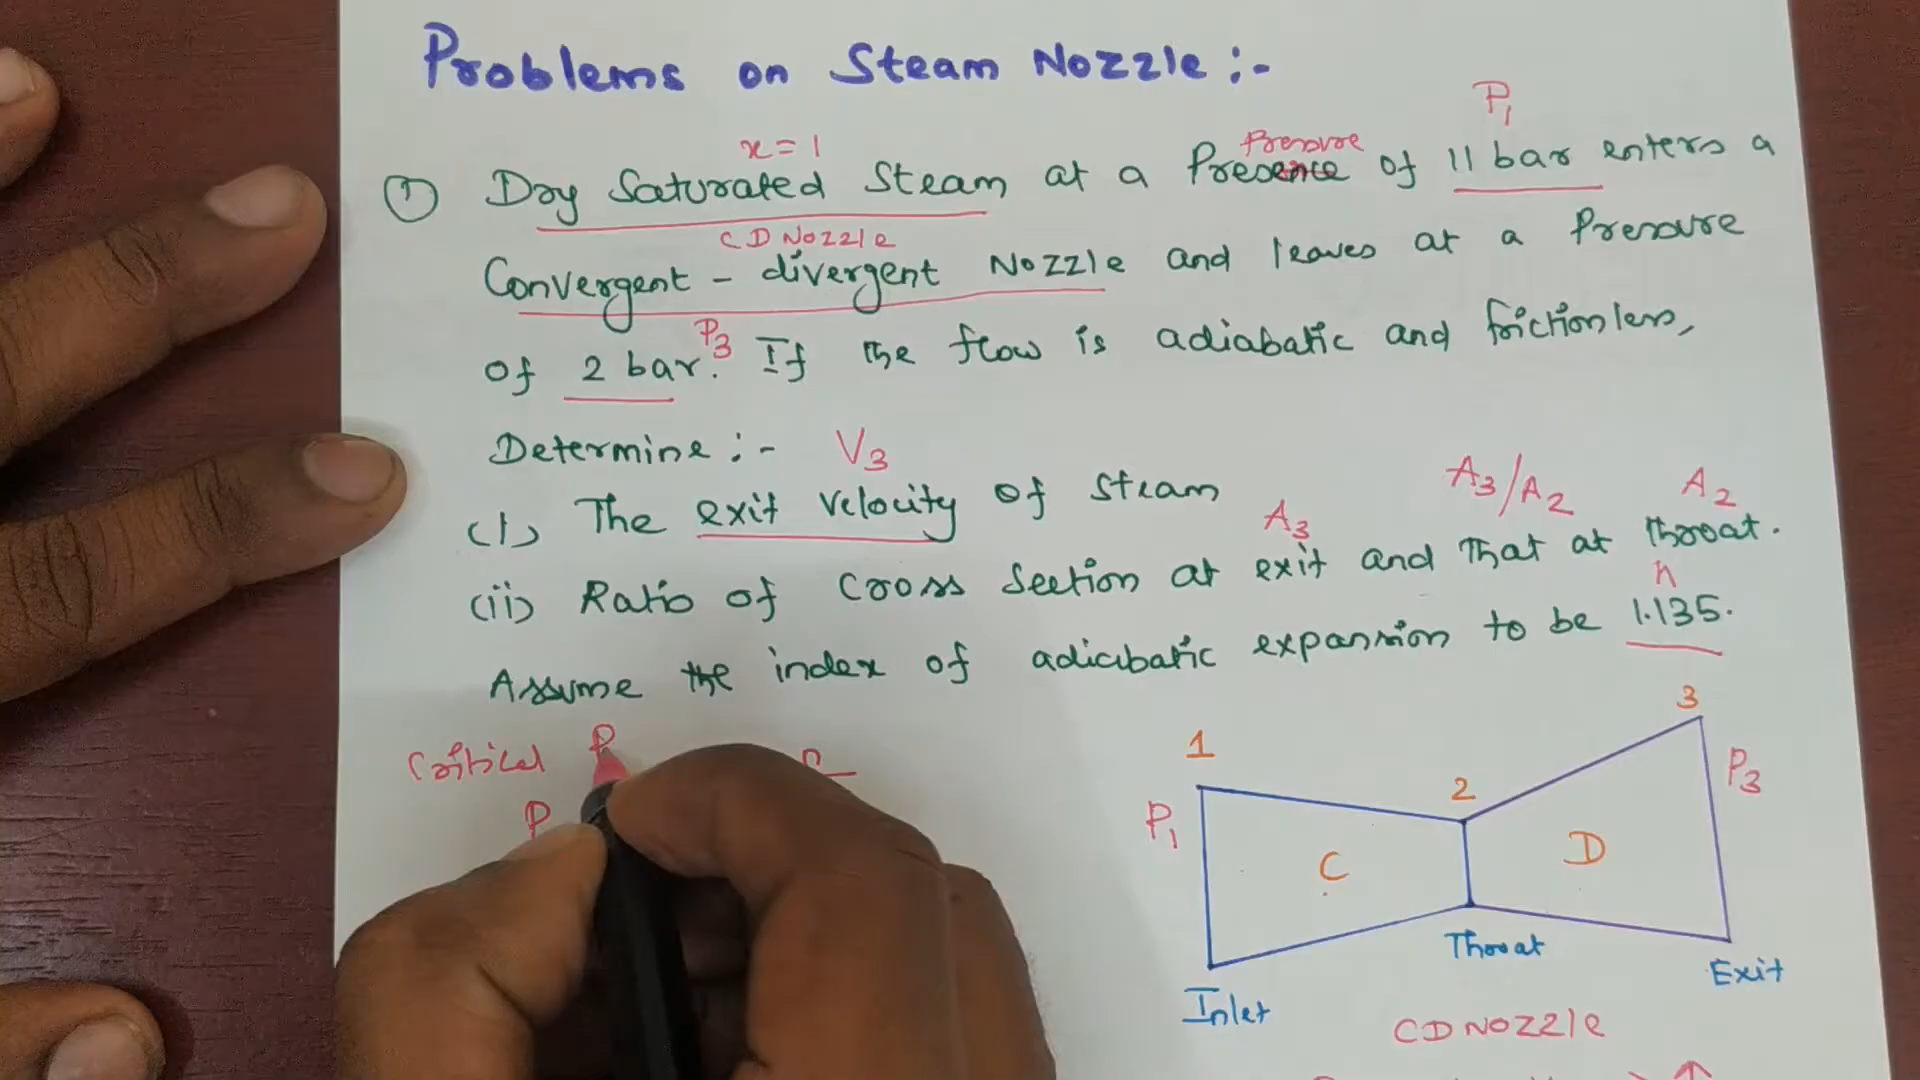 Problems on Steam Nozzle :-
P1
x = 1
Pressure
① Dry Saturated Steam at a Presence of 11 bar enters a
CD Nozzle
Convergent - divergent Nozzle and leaves at a Pressure
P3
of 2 bar. If the flow is adiabatic and frictionless,
Determine :- V3
(i) The exit velocity of steam
A3 A3/A2 A2
(ii) Ratio of cross section at exit and that at throat.
n
Assume the index of adiabatic expansion to be 1.135.
Critical P
P
n
1 2 3
P1 C D P3
Inlet Throat Exit
CD Nozzle